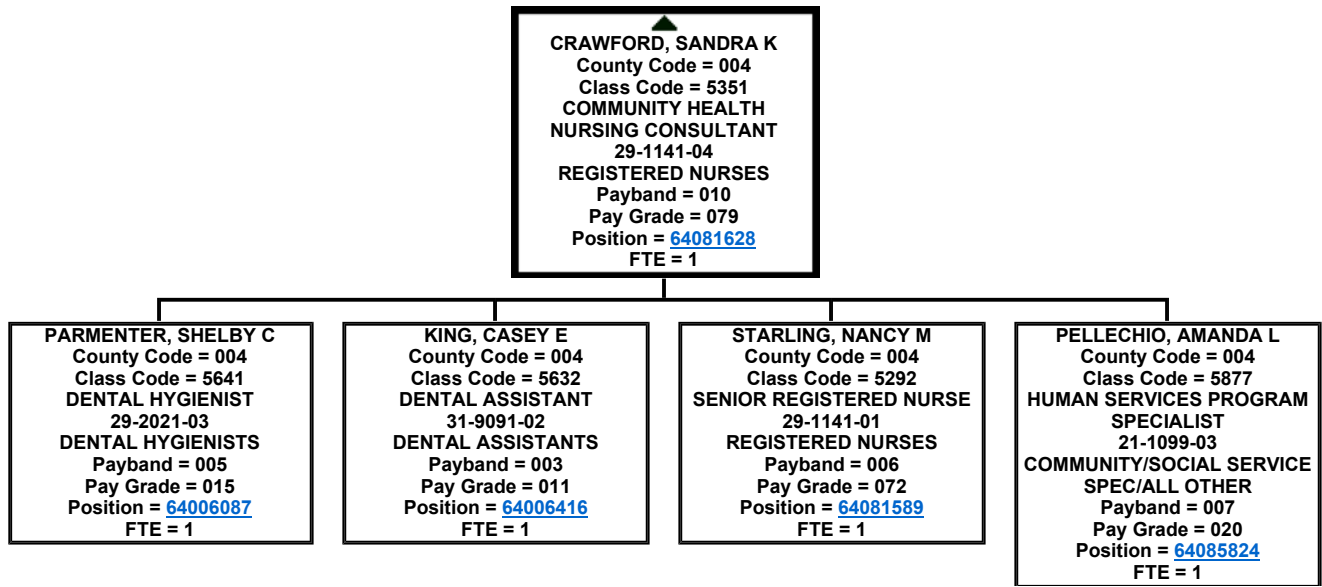 CRAWFORD, SANDRA K
County Code = 004
Class Code = 5351
COMMUNITY HEALTH
NURSING CONSULTANT
29-1141-04
REGISTERED NURSES
Payband = 010
Pay Grade = 079
Position = 64081628
FTE = 1
PARMENTER, SHELBY C
County Code = 004
Class Code = 5641
DENTAL HYGIENIST
29-2021-03
DENTAL HYGIENISTS
Payband = 005
Pay Grade = 015
Position = 64006087
FTE = 1
KING, CASEY E
County Code = 004
Class Code = 5632
DENTAL ASSISTANT
31-9091-02
DENTAL ASSISTANTS
Payband = 003
Pay Grade = 011
Position = 64006416
FTE = 1
STARLING, NANCY M
County Code = 004
Class Code = 5292
SENIOR REGISTERED NURSE
29-1141-01
REGISTERED NURSES
Payband = 006
Pay Grade = 072
Position = 64081589
FTE = 1
PELLECHIO, AMANDA L
County Code = 004
Class Code = 5877
HUMAN SERVICES PROGRAM
SPECIALIST
21-1099-03
COMMUNITY/SOCIAL SERVICE
SPEC/ALL OTHER
Payband = 007
Pay Grade = 020
Position = 64085824
FTE = 1